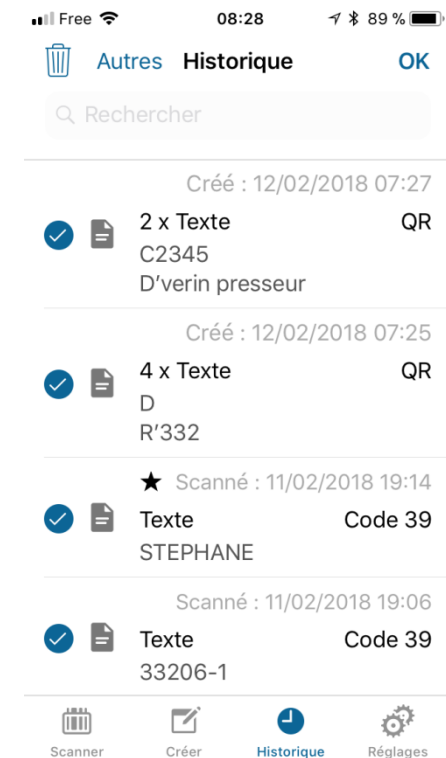 Free 08:28 89 %
Autres Historique OK
Rechercher
Créé : 12/02/2018 07:27
2 x Texte QR
C2345
D’verin presseur
Créé : 12/02/2018 07:25
4 x Texte QR
D
R’332
★ Scanné : 11/02/2018 19:14
Texte Code 39
STEPHANE
Scanné : 11/02/2018 19:06
Texte Code 39
33206-1
Scanner Créer Historique Réglages